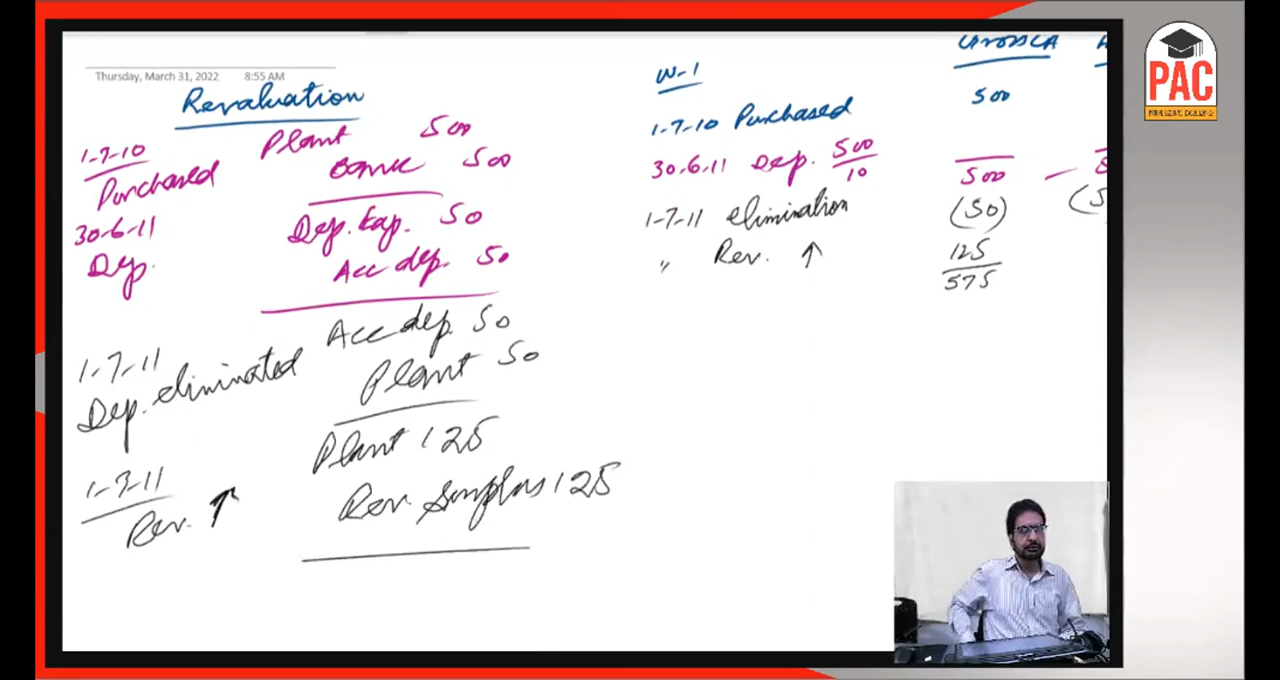 Thursday, March 31, 2022 8:55 AM
Revaluation
1-7-10 Plant 500
Purchased Bank 500
30-6-11 Dep. Exp. 50
Dep. Acc dep. 50
1-7-11 Acc dep. 50
Dep. eliminated Plant 50
Plant 125
1-7-11
Rev. ↑ Rev. Surplus 125
W-1
500
1-7-10 Purchased
30-6-11 Dep. 500/10 500
1-7-11 elimination (50)
〃 Rev. ↑ 125
575
PAC